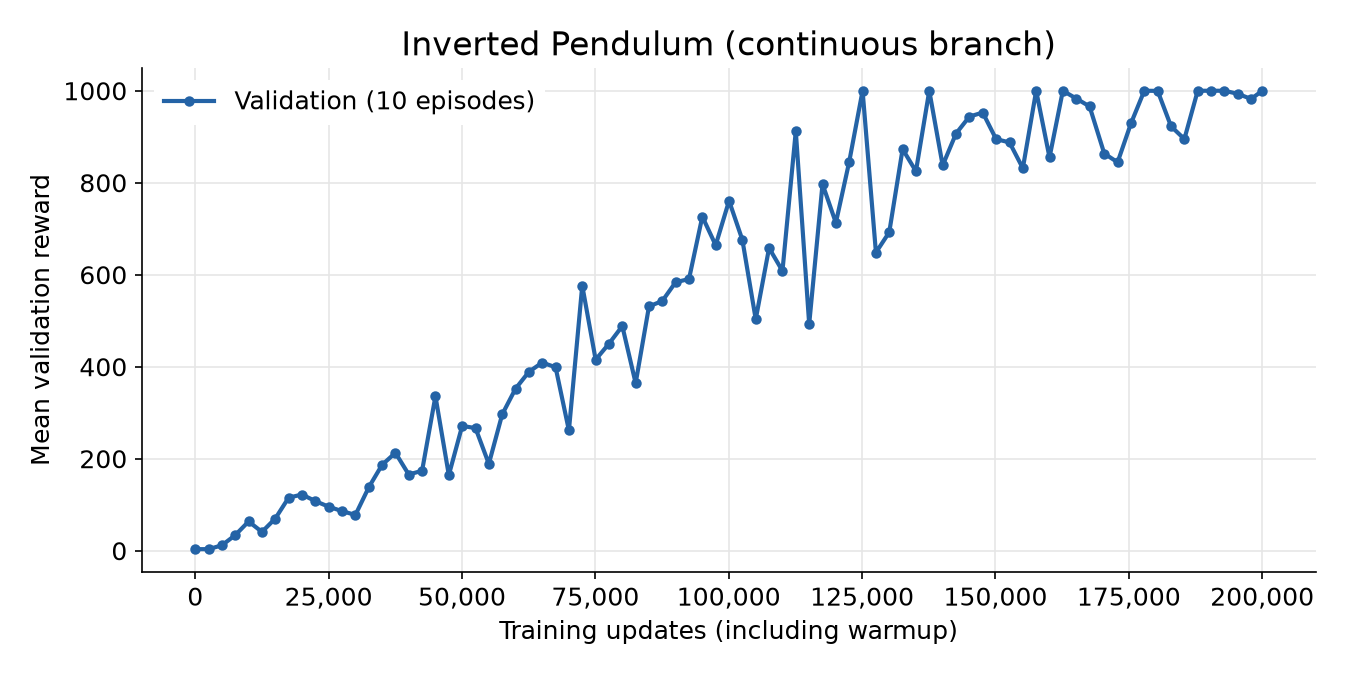 Inverted Pendulum (continuous branch)
Validation (10 episodes)
Mean validation reward
1000
800
600
400
200
0
0 25,000 50,000 75,000 100,000 125,000 150,000 175,000 200,000
Training updates (including warmup)